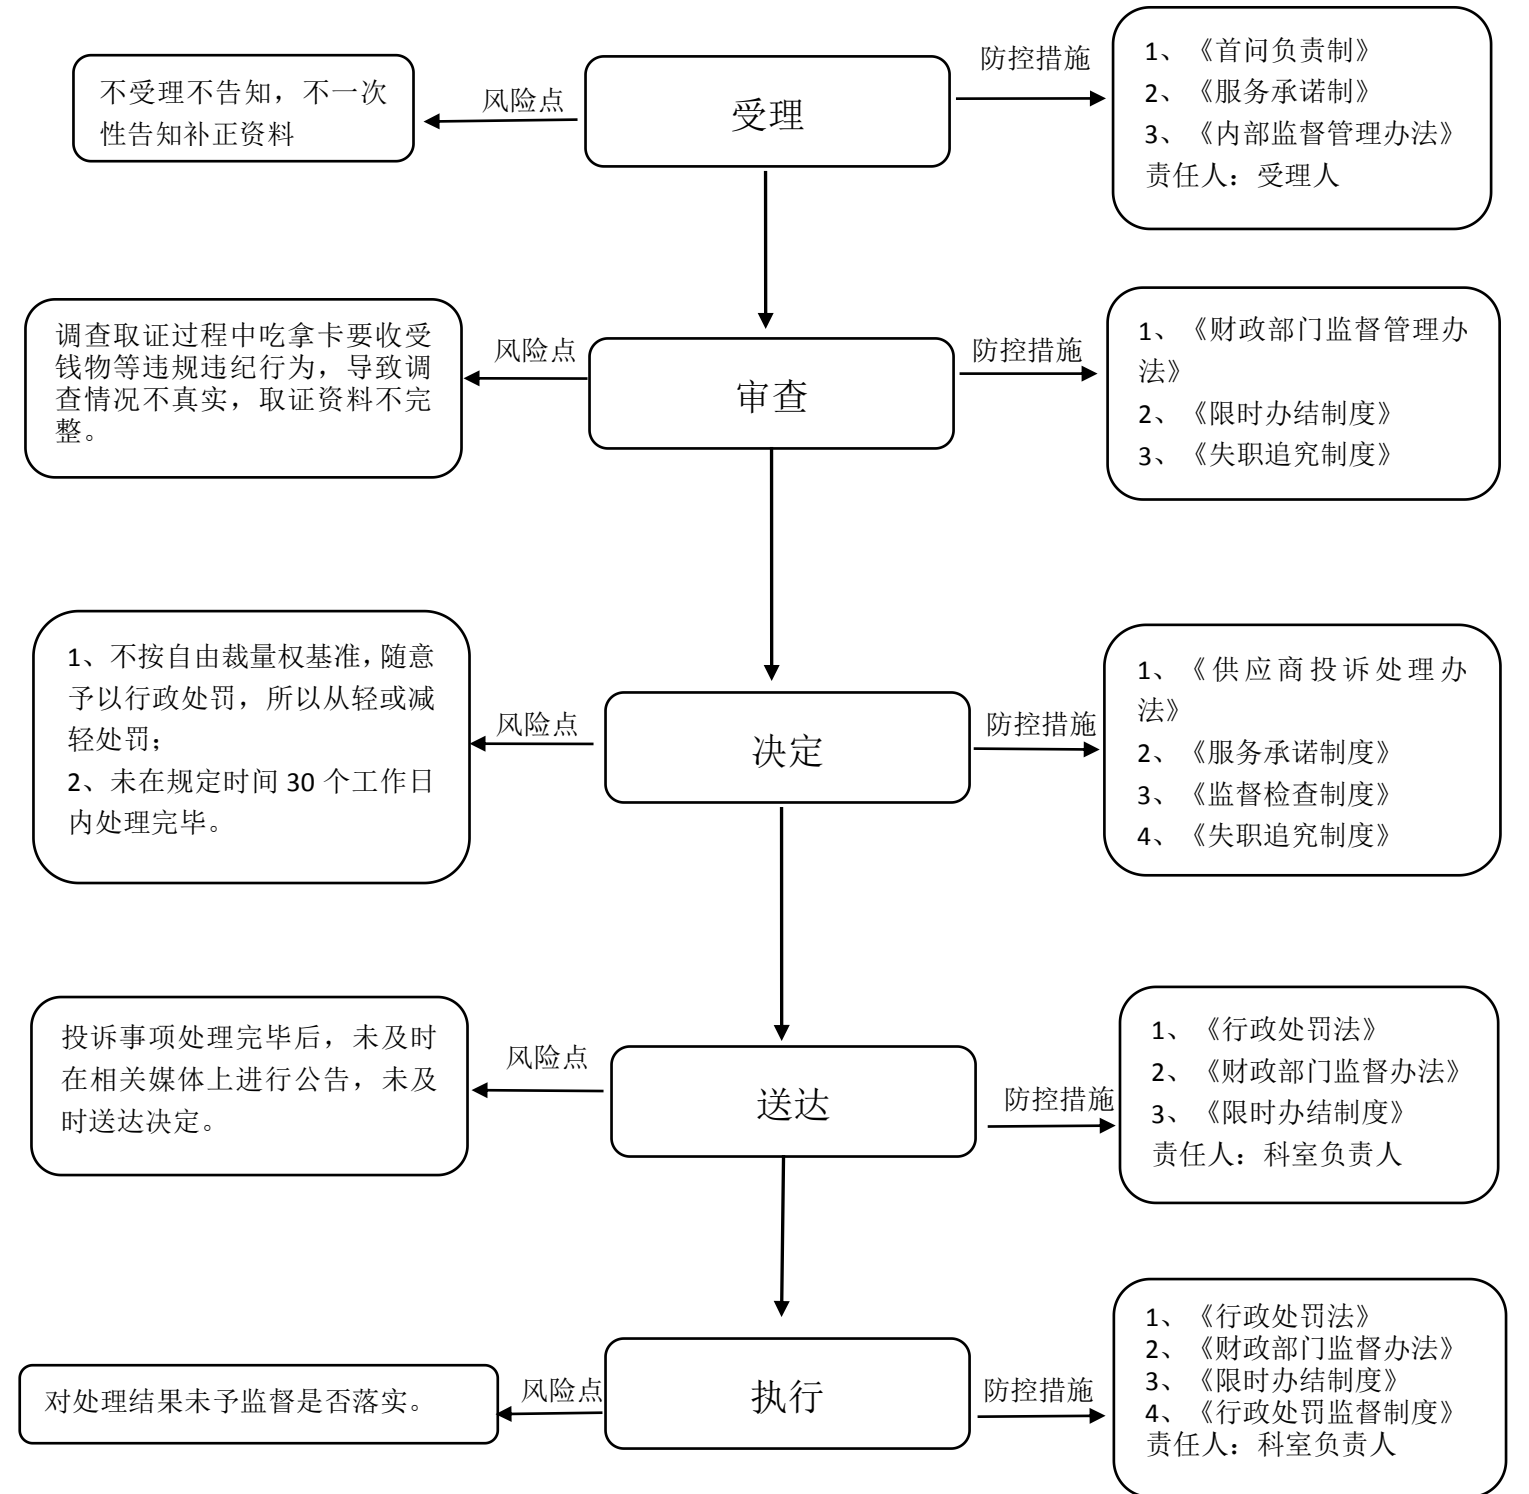 不受理不告知，不一次
性告知补正资料
风险点
受理
防控措施
1、《首问负责制》
2、《服务承诺制》
3、《内部监督管理办法》
责任人：受理人
调查取证过程中吃拿卡要收受
钱物等违规违纪行为，导致调
查情况不真实，取证资料不完
整。
风险点
审查
防控措施
1、《财政部门监督管理办
法》
2、《限时办结制度》
3、《失职追究制度》
1、不按自由裁量权基准，随意
予以行政处罚，所以从轻或减
轻处罚；
2、未在规定时间 30 个工作日
内处理完毕。
风险点
决定
防控措施
1、《供应商投诉处理办
法》
2、《服务承诺制度》
3、《监督检查制度》
4、《失职追究制度》
投诉事项处理完毕后，未及时
在相关媒体上进行公告，未及
时送达决定。
风险点
送达
防控措施
1、《行政处罚法》
2、《财政部门监督办法》
3、《限时办结制度》
责任人：科室负责人
对处理结果未予监督是否落实。
风险点
执行
防控措施
1、《行政处罚法》
2、《财政部门监督办法》
3、《限时办结制度》
4、《行政处罚监督制度》
责任人：科室负责人